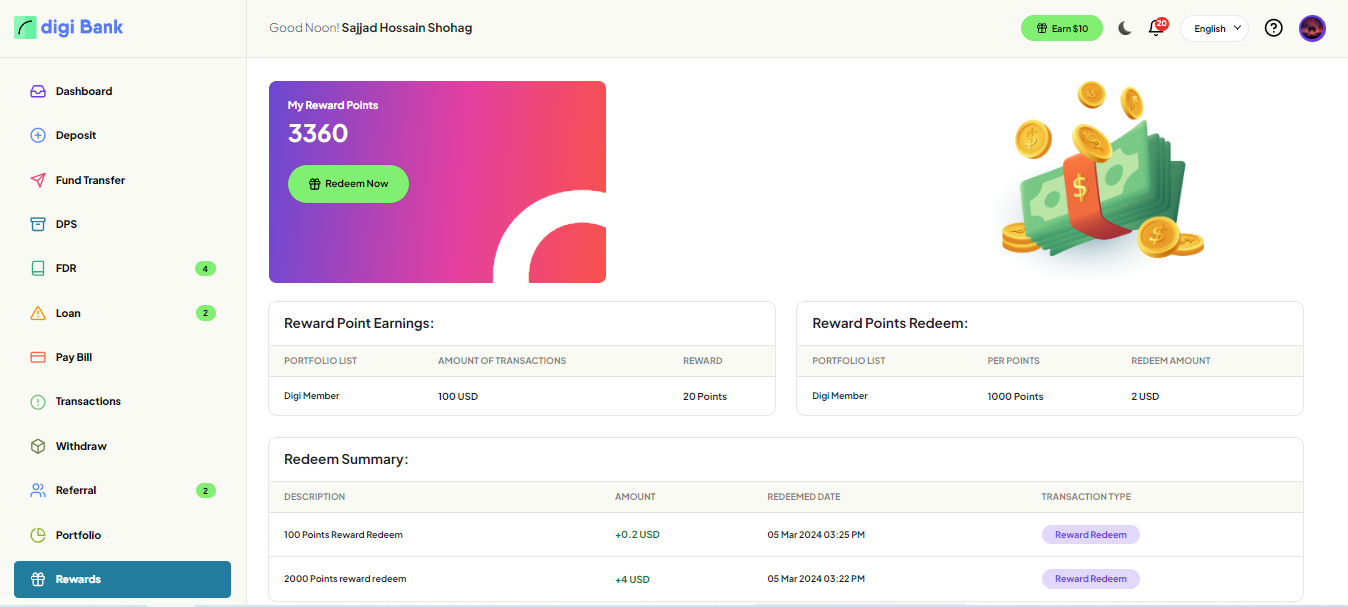 digi Bank
Good Noon! Sajjad Hossain Shohag
Earn $10
20
English
Dashboard
Deposit
Fund Transfer
DPS
FDR 4
Loan 2
Pay Bill
Transactions
Withdraw
Referral 2
Portfolio
Rewards
My Reward Points
3360
Redeem Now
Reward Point Earnings:
PORTFOLIO LIST AMOUNT OF TRANSACTIONS REWARD
Digi Member 100 USD 20 Points
Reward Points Redeem:
PORTFOLIO LIST PER POINTS REDEEM AMOUNT
Digi Member 1000 Points 2 USD
Redeem Summary:
DESCRIPTION AMOUNT REDEEMED DATE TRANSACTION TYPE
100 Points Reward Redeem +0.2 USD 05 Mar 2024 03:25 PM Reward Redeem
2000 Points reward redeem +4 USD 05 Mar 2024 03:22 PM Reward Redeem